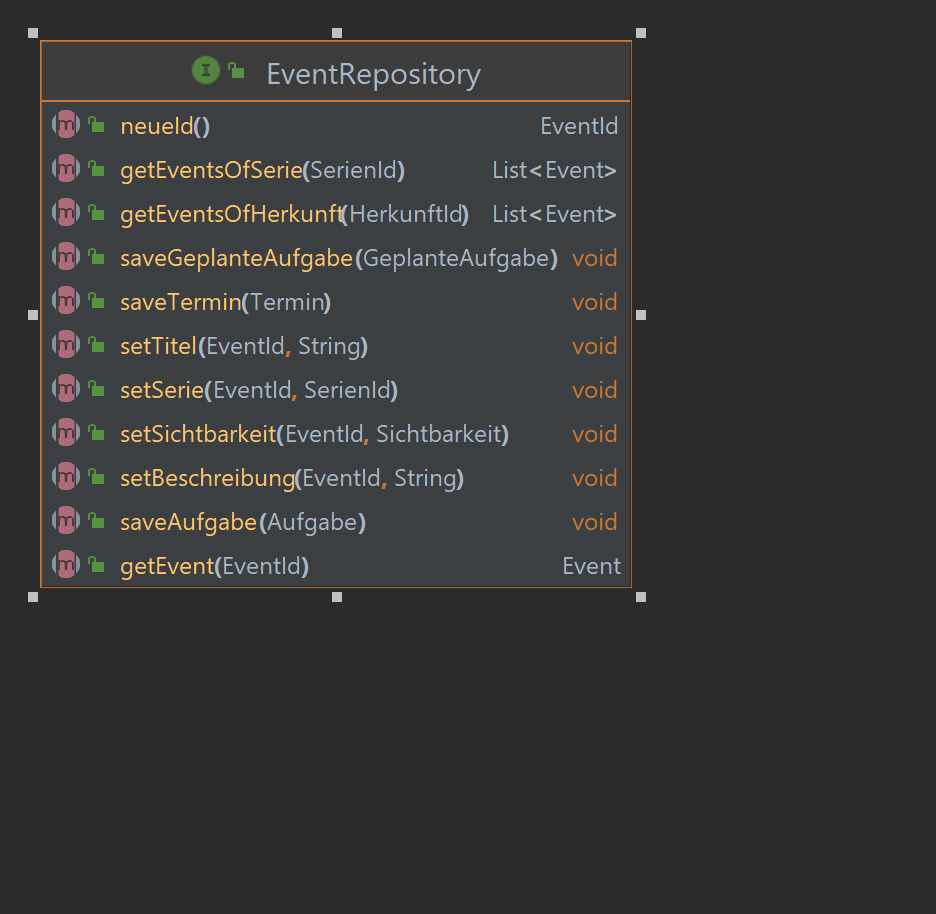 I EventRepository
m neueId() EventId
m getEventsOfSerie(SerienId) List<Event>
m getEventsOfHerkunft(HerkunftId) List<Event>
m saveGeplanteAufgabe(GeplanteAufgabe) void
m saveTermin(Termin) void
m setTitel(EventId, String) void
m setSerie(EventId, SerienId) void
m setSichtbarkeit(EventId, Sichtbarkeit) void
m setBeschreibung(EventId, String) void
m saveAufgabe(Aufgabe) void
m getEvent(EventId) Event